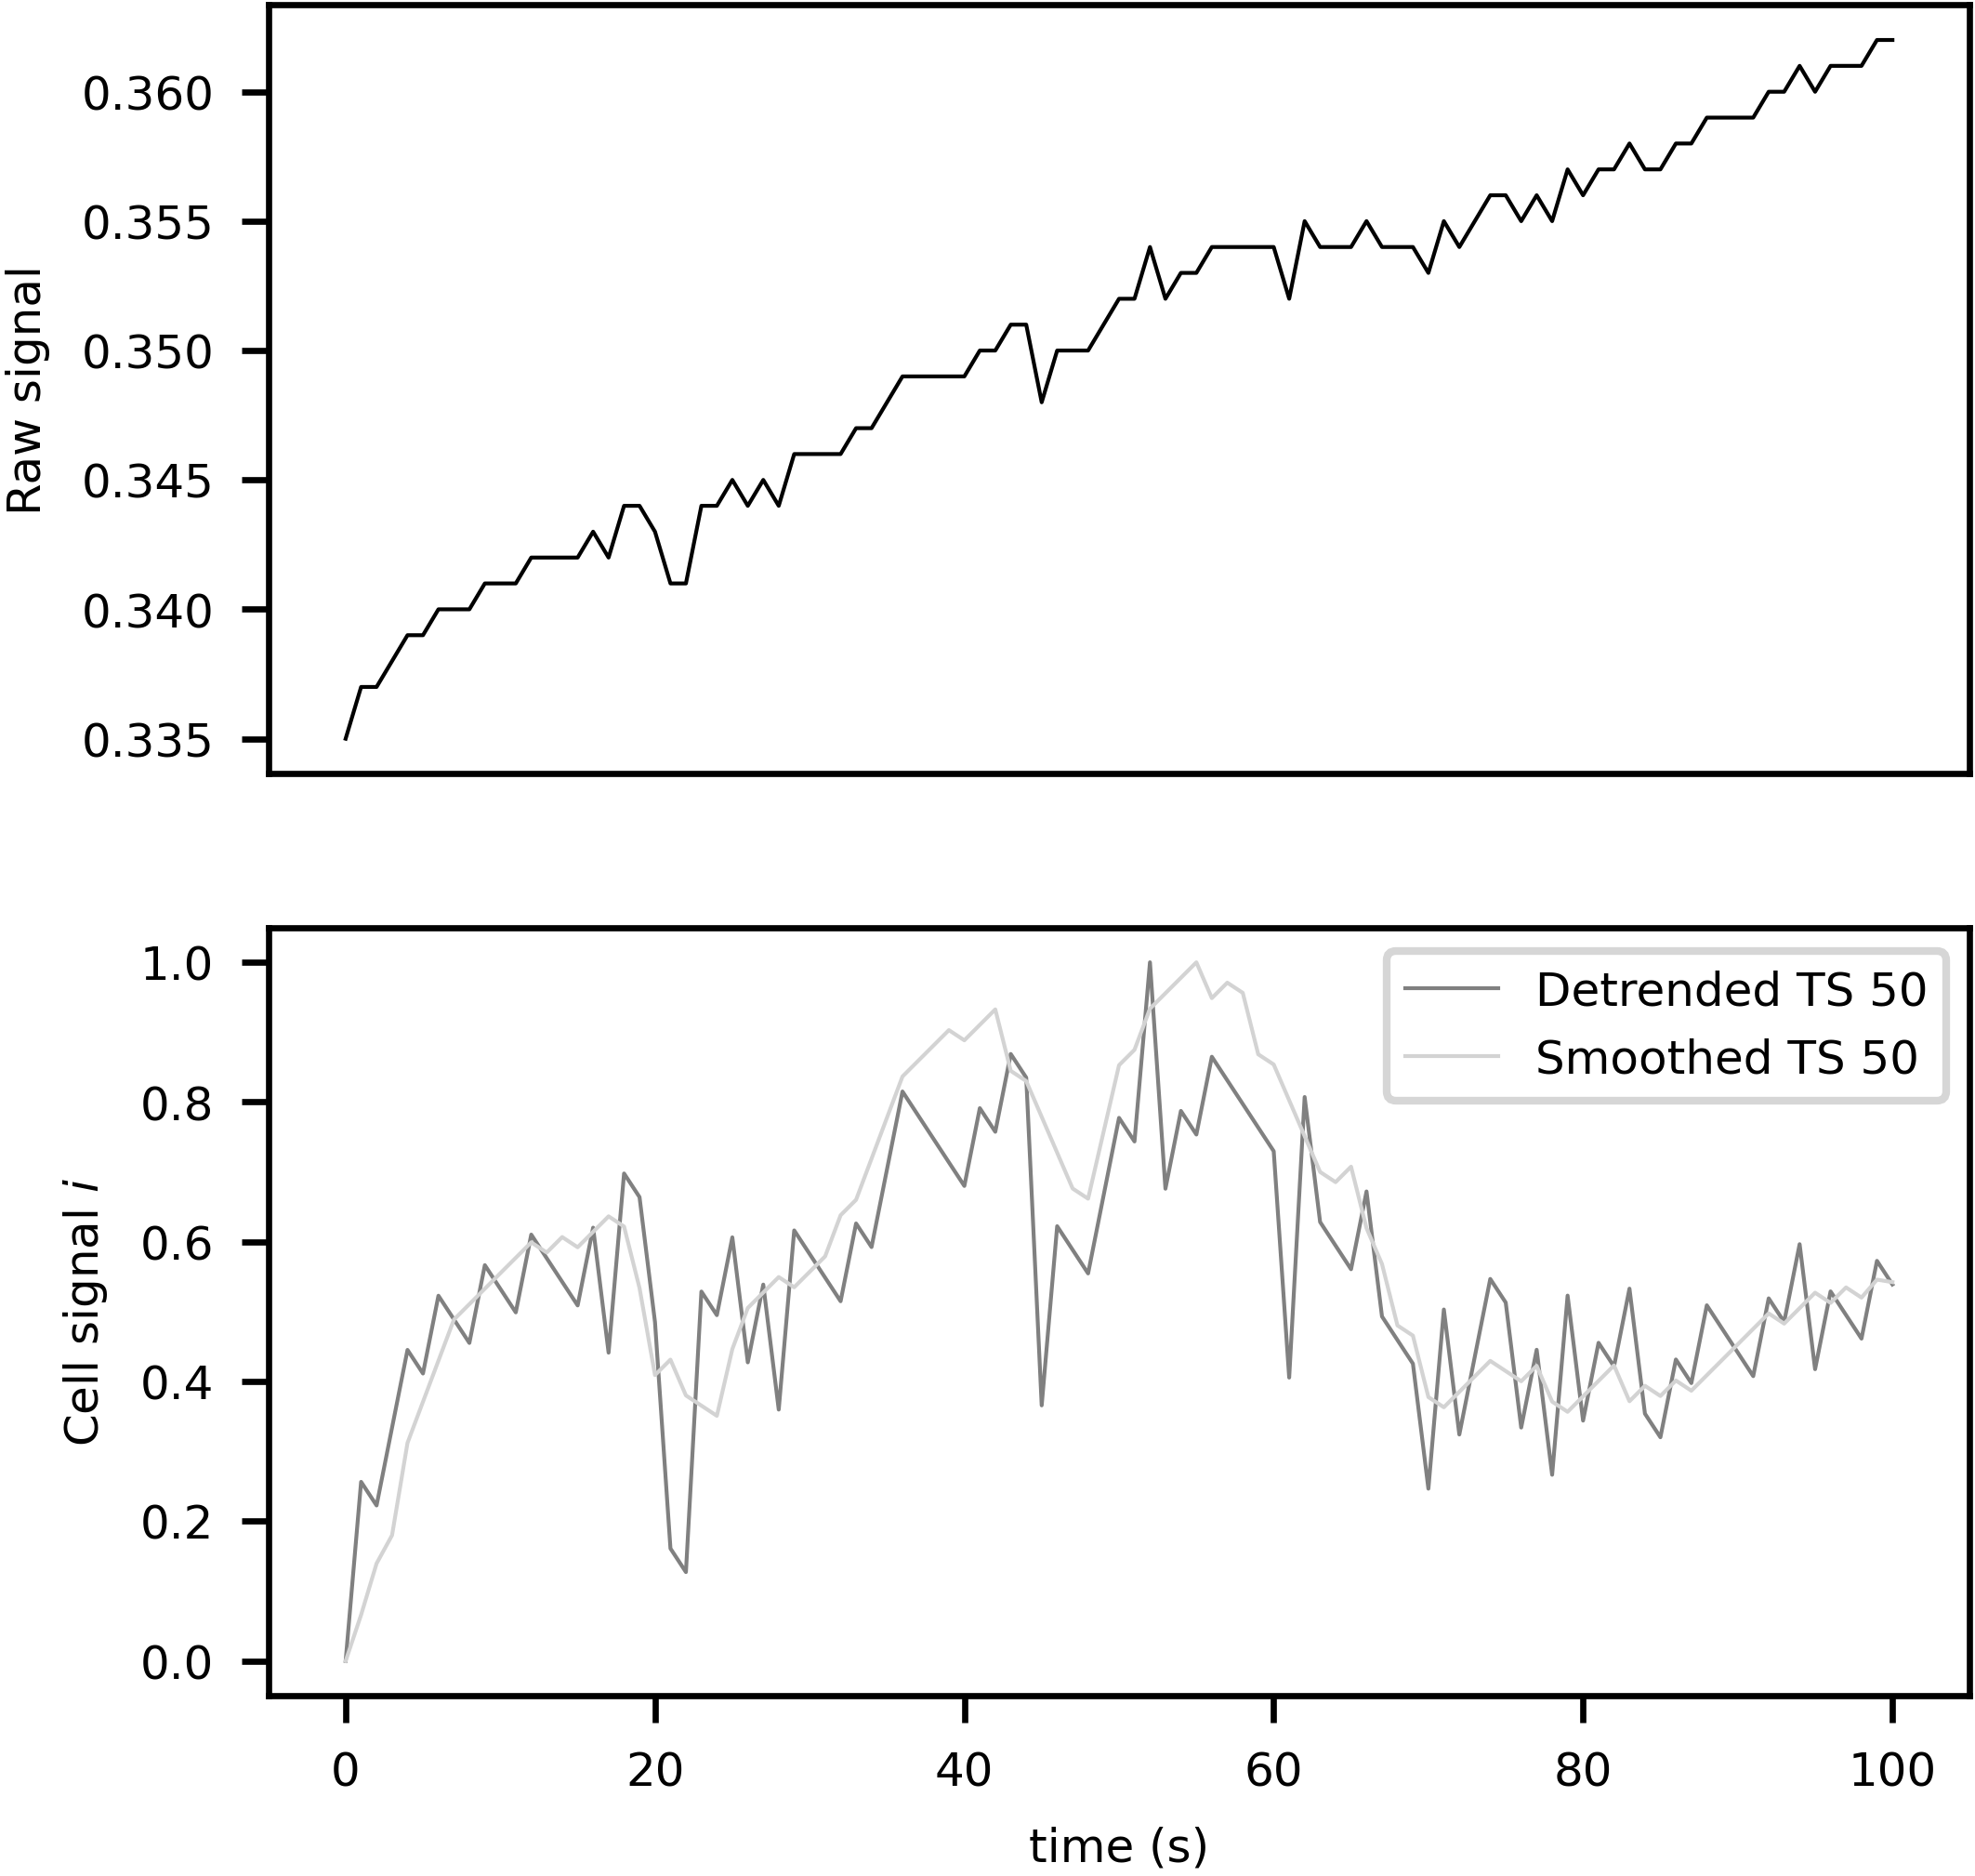 Raw signal
0.360
0.355
0.350
0.345
0.340
0.335
Cell signal i
1.0
0.8
0.6
0.4
0.2
0.0
Detrended TS 50
Smoothed TS 50
0 20 40 60 80 100
time (s)